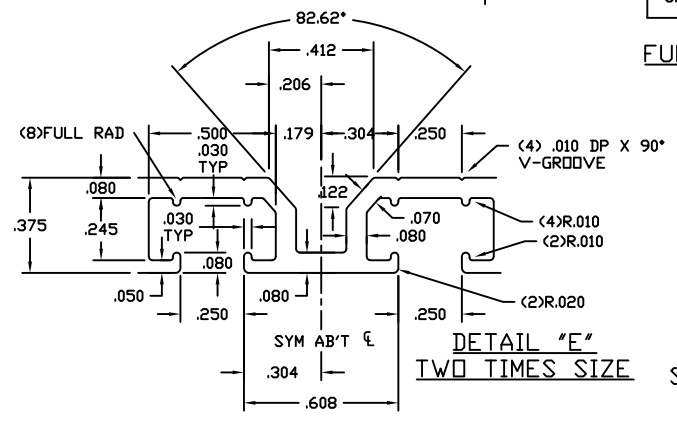 82.62°
.412
FU
.206
(8)FULL RAD
.500
.179
.304
.250
(4) .010 DP X 90°
V-GROOVE
.030
TYP
.080
.122
.375
.245
.030
TYP
.070
.080
(4)R.010
(2)R.010
.080
.050
.080
(2)R.020
.250
.250
SYM AB'T ℄
DETAIL "E"
TWO TIMES SIZE
S
.304
.608